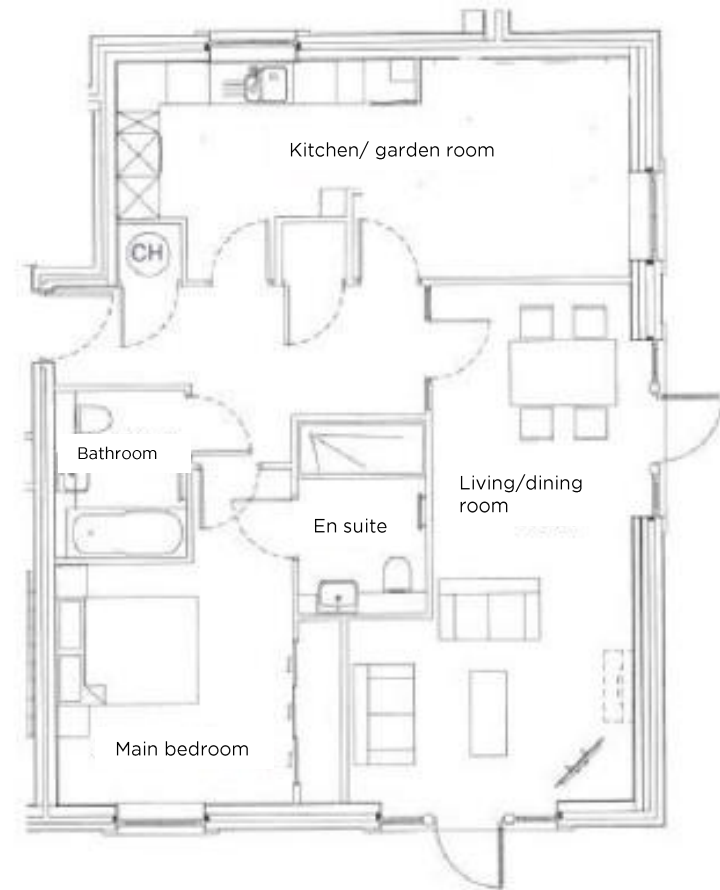 Kitchen/ garden room
CH
Bathroom
Living/dining
room
En suite
Main bedroom